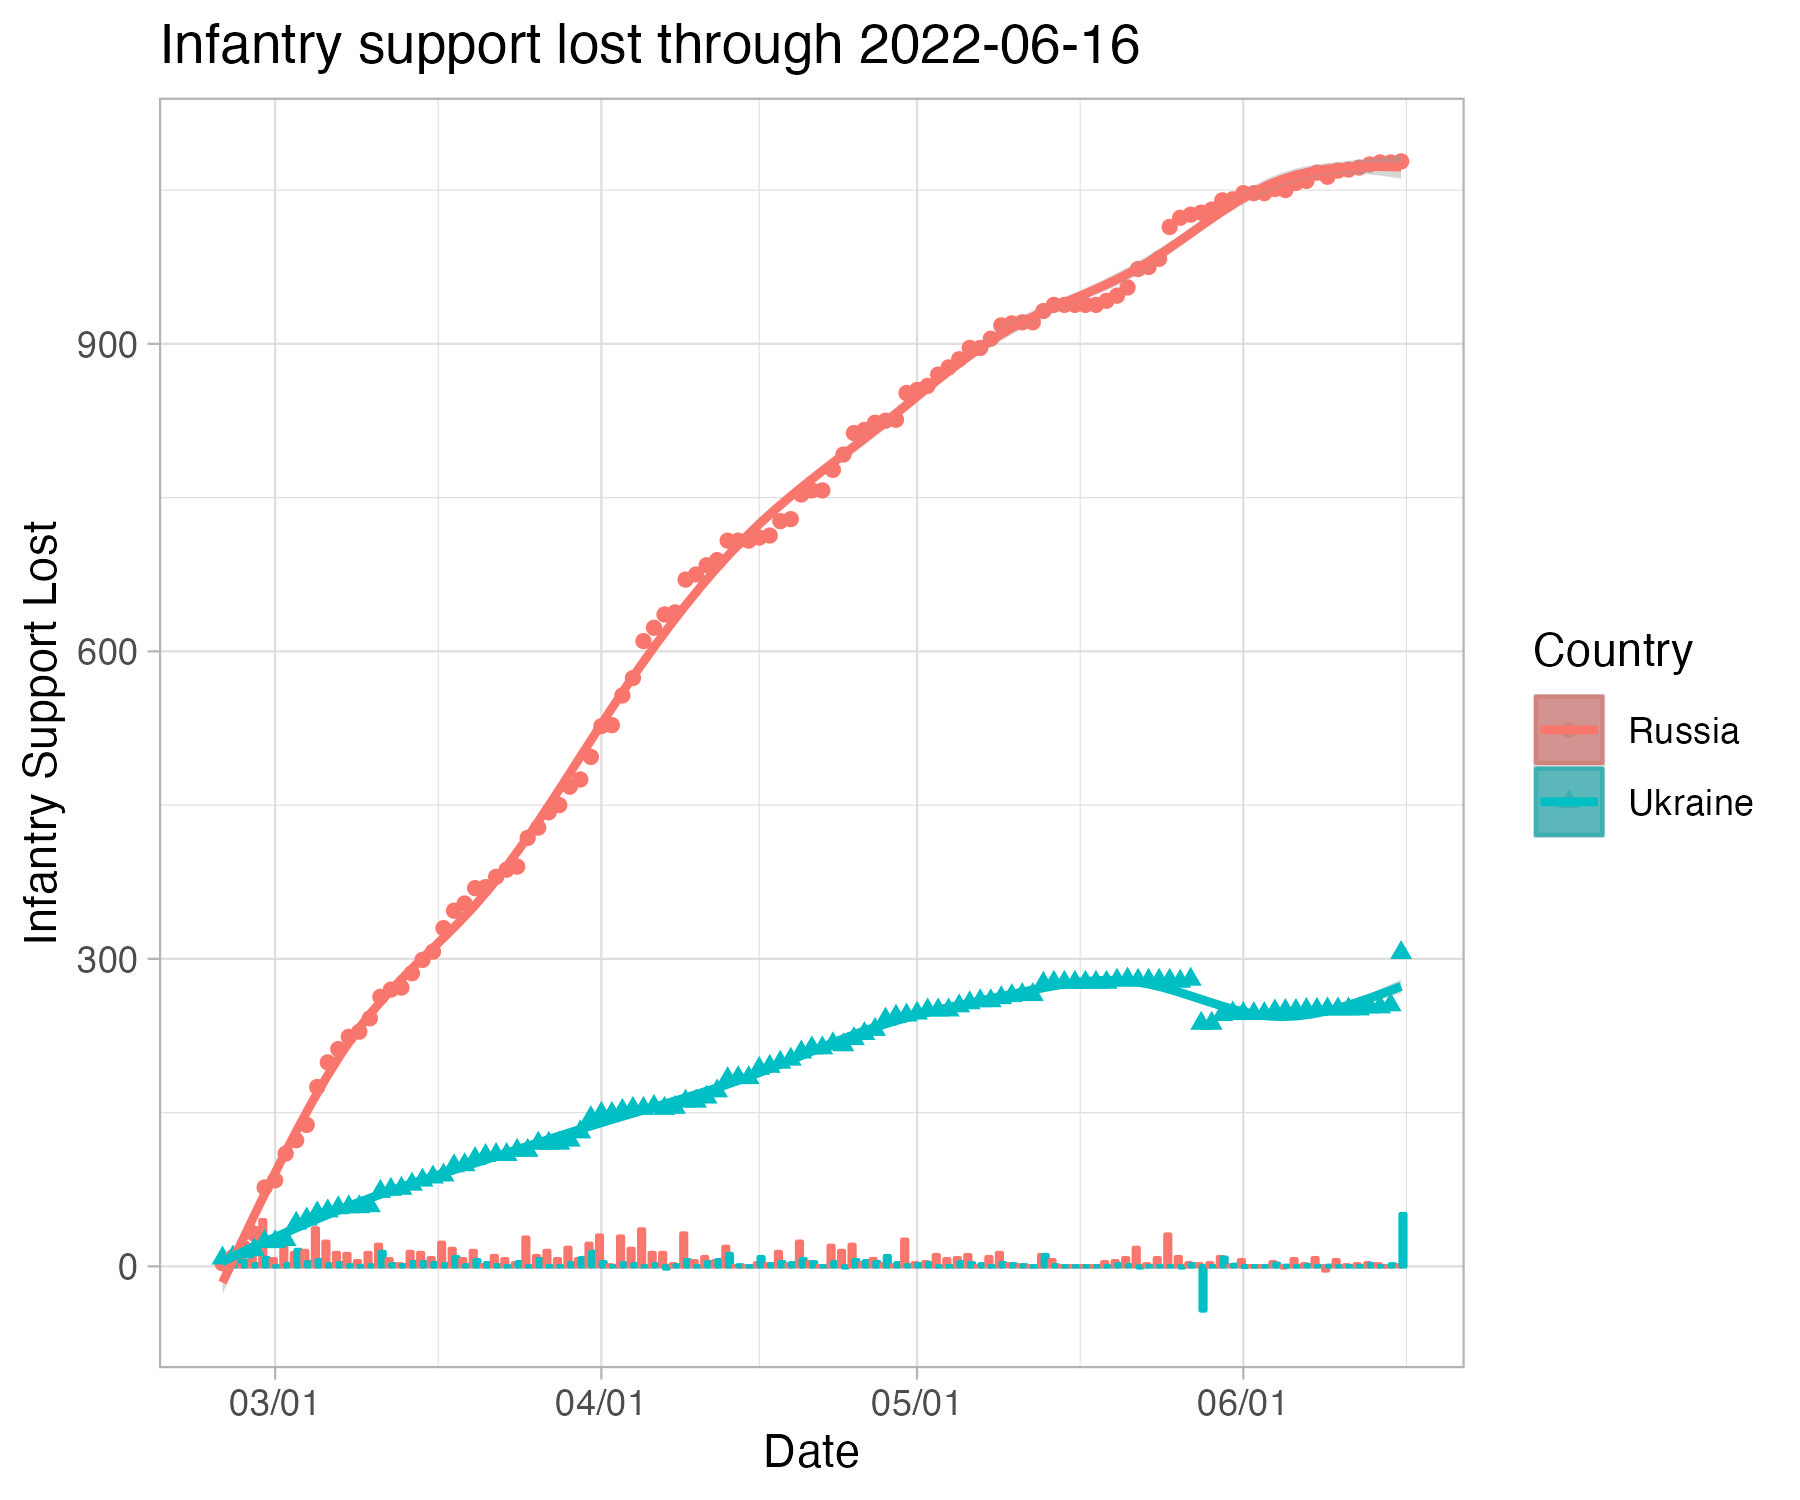 Infantry support lost through 2022-06-16
Infantry Support Lost
900
600
300
0
03/01
04/01
05/01
06/01
Date
Country
Russia
Ukraine